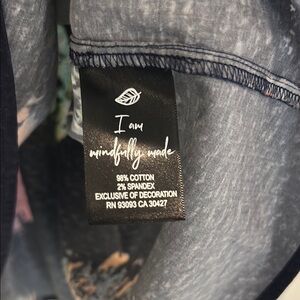 I am
mindfully made
98% COTTON
2% SPANDEX
EXCLUSIVE OF DECORATION
RN 93093 CA 30427